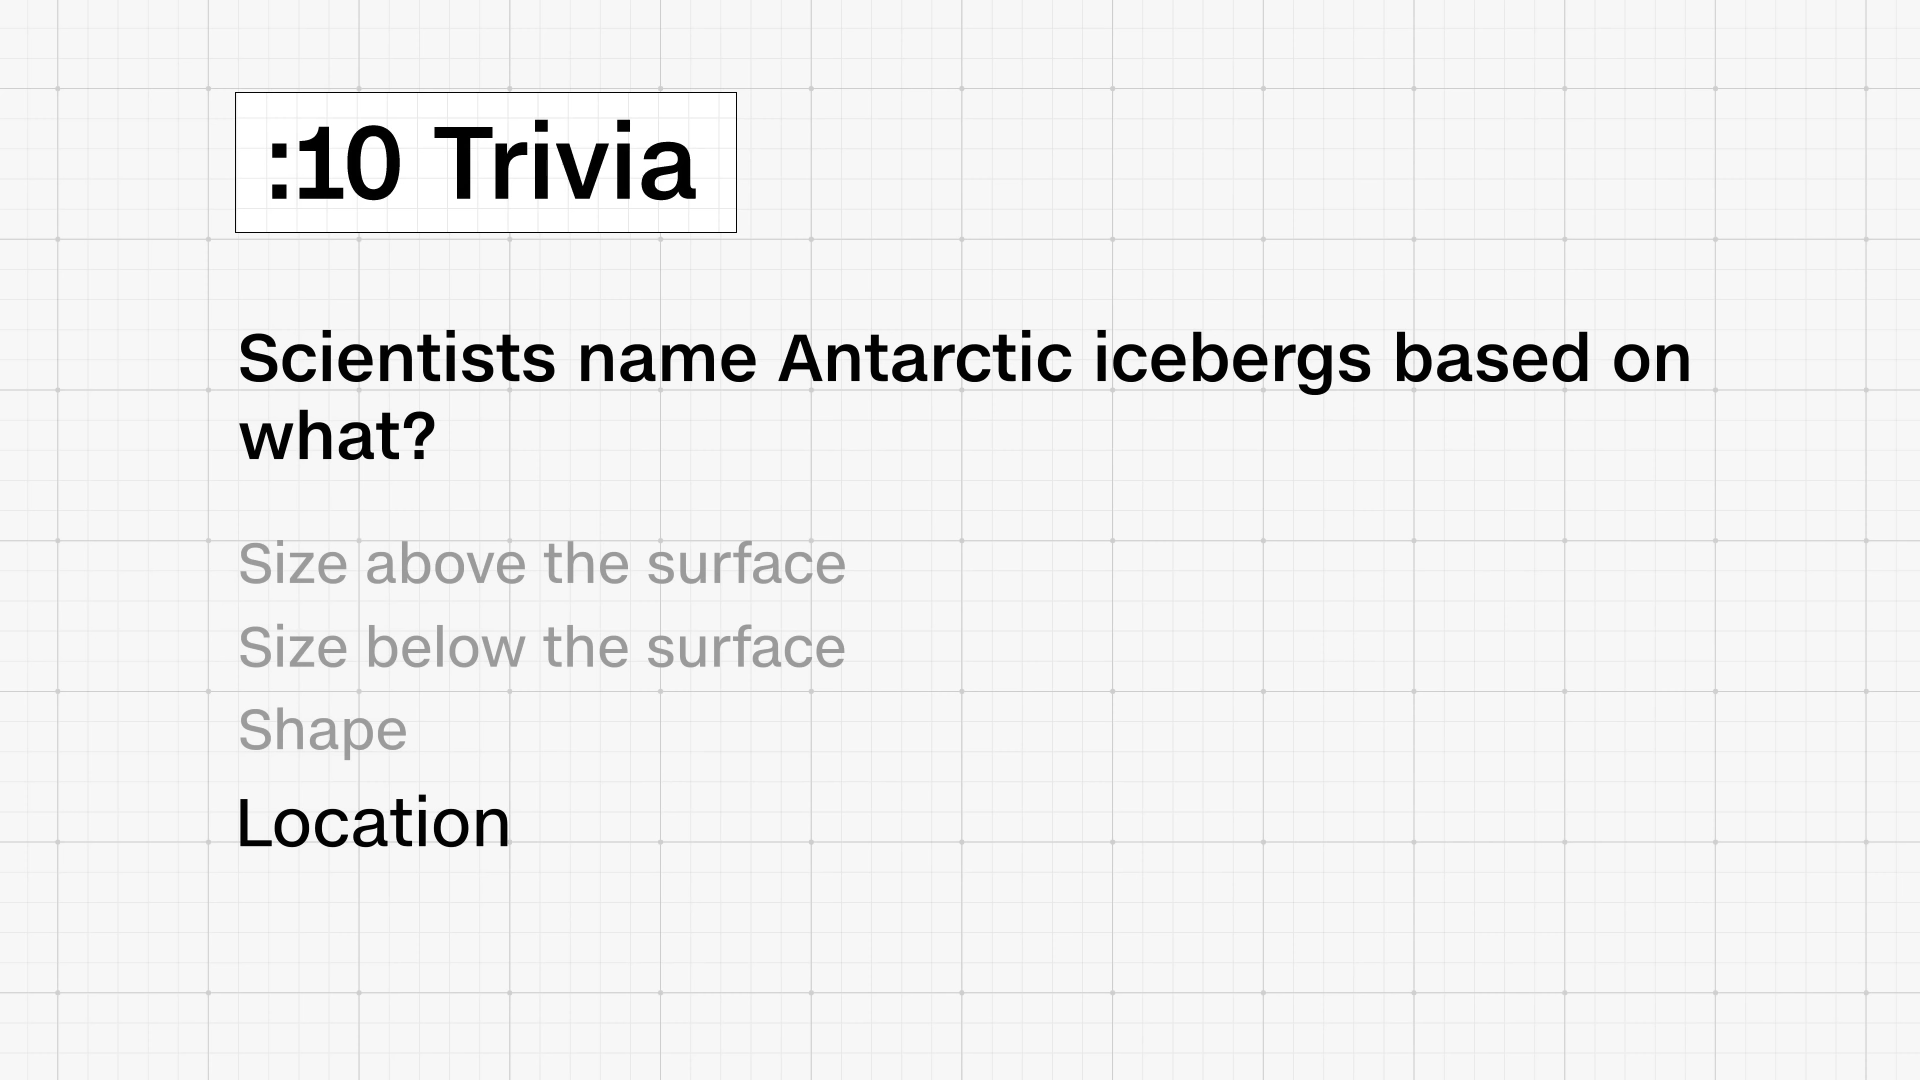 :10 Trivia
Scientists name Antarctic icebergs based on
what?
Size above the surface
Size below the surface
Shape
Location